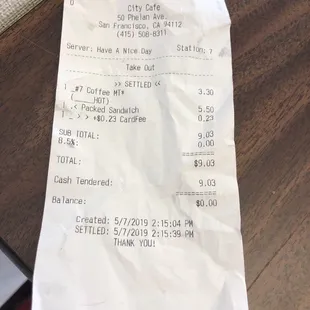 0
City Cafe
50 Phelan Ave
San Francisco, CA 94112
(415) 508-8311
Server: Have A Nice Day Station: 7
Take Out
>> SETTLED <<
1 _#7 Coffee MT* 3.30
(____HOT)
1 .< Packed Sandwich 5.50
1 _ > > +$0.23 CardFee 0.23
SUB TOTAL: 9.03
8.5%: 0.00
TOTAL: $9.03
Cash Tendered: 9.03
Balance: $0.00
Created: 5/7/2019 2:15:04 PM
SETTLED: 5/7/2019 2:15:39 PM
THANK YOU!